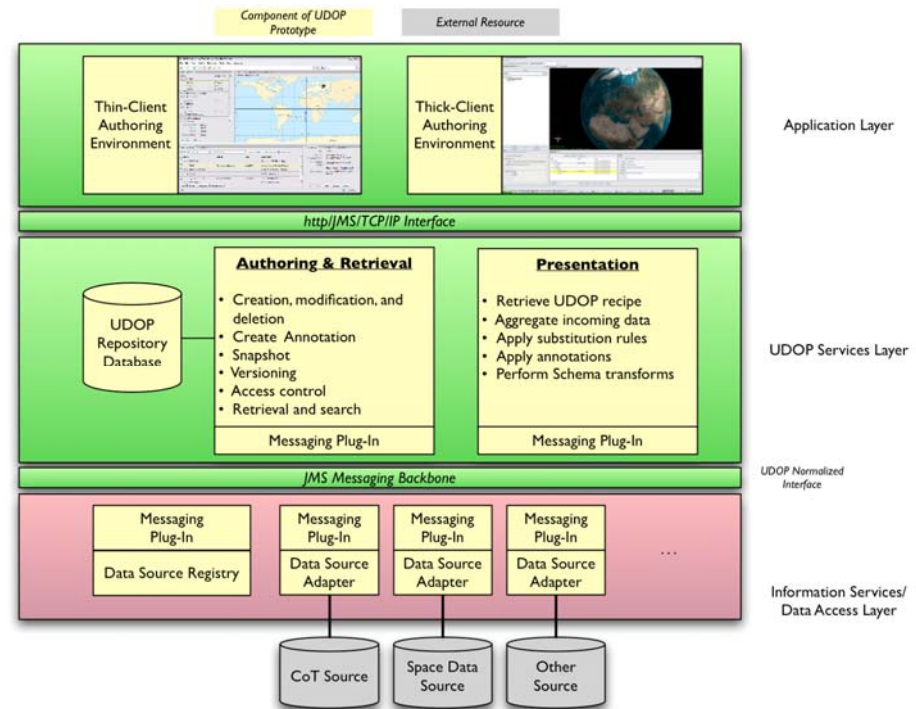 Component of UDOP
Prototype
External Resource
Thin-Client
Authoring
Environment
Thick-Client
Authoring
Environment
Application Layer
http/JMS/TCP/IP Interface
UDOP
Repository
Database
Authoring & Retrieval
• Creation, modification, and
deletion
• Create Annotation
• Snapshot
• Versioning
• Access control
• Retrieval and search
Messaging Plug-In
Presentation
• Retrieve UDOP recipe
• Aggregate incoming data
• Apply substitution rules
• Apply annotations
• Perform Schema transforms
Messaging Plug-In
UDOP Services Layer
JMS Messaging Backbone
UDOP Normalized
Interface
Messaging
Plug-In
Data Source Registry
Messaging
Plug-In
Data Source
Adapter
Messaging
Plug-In
Data Source
Adapter
Messaging
Plug-In
Data Source
Adapter
...
Information Services/
Data Access Layer
CoT Source
Space Data
Source
Other
Source